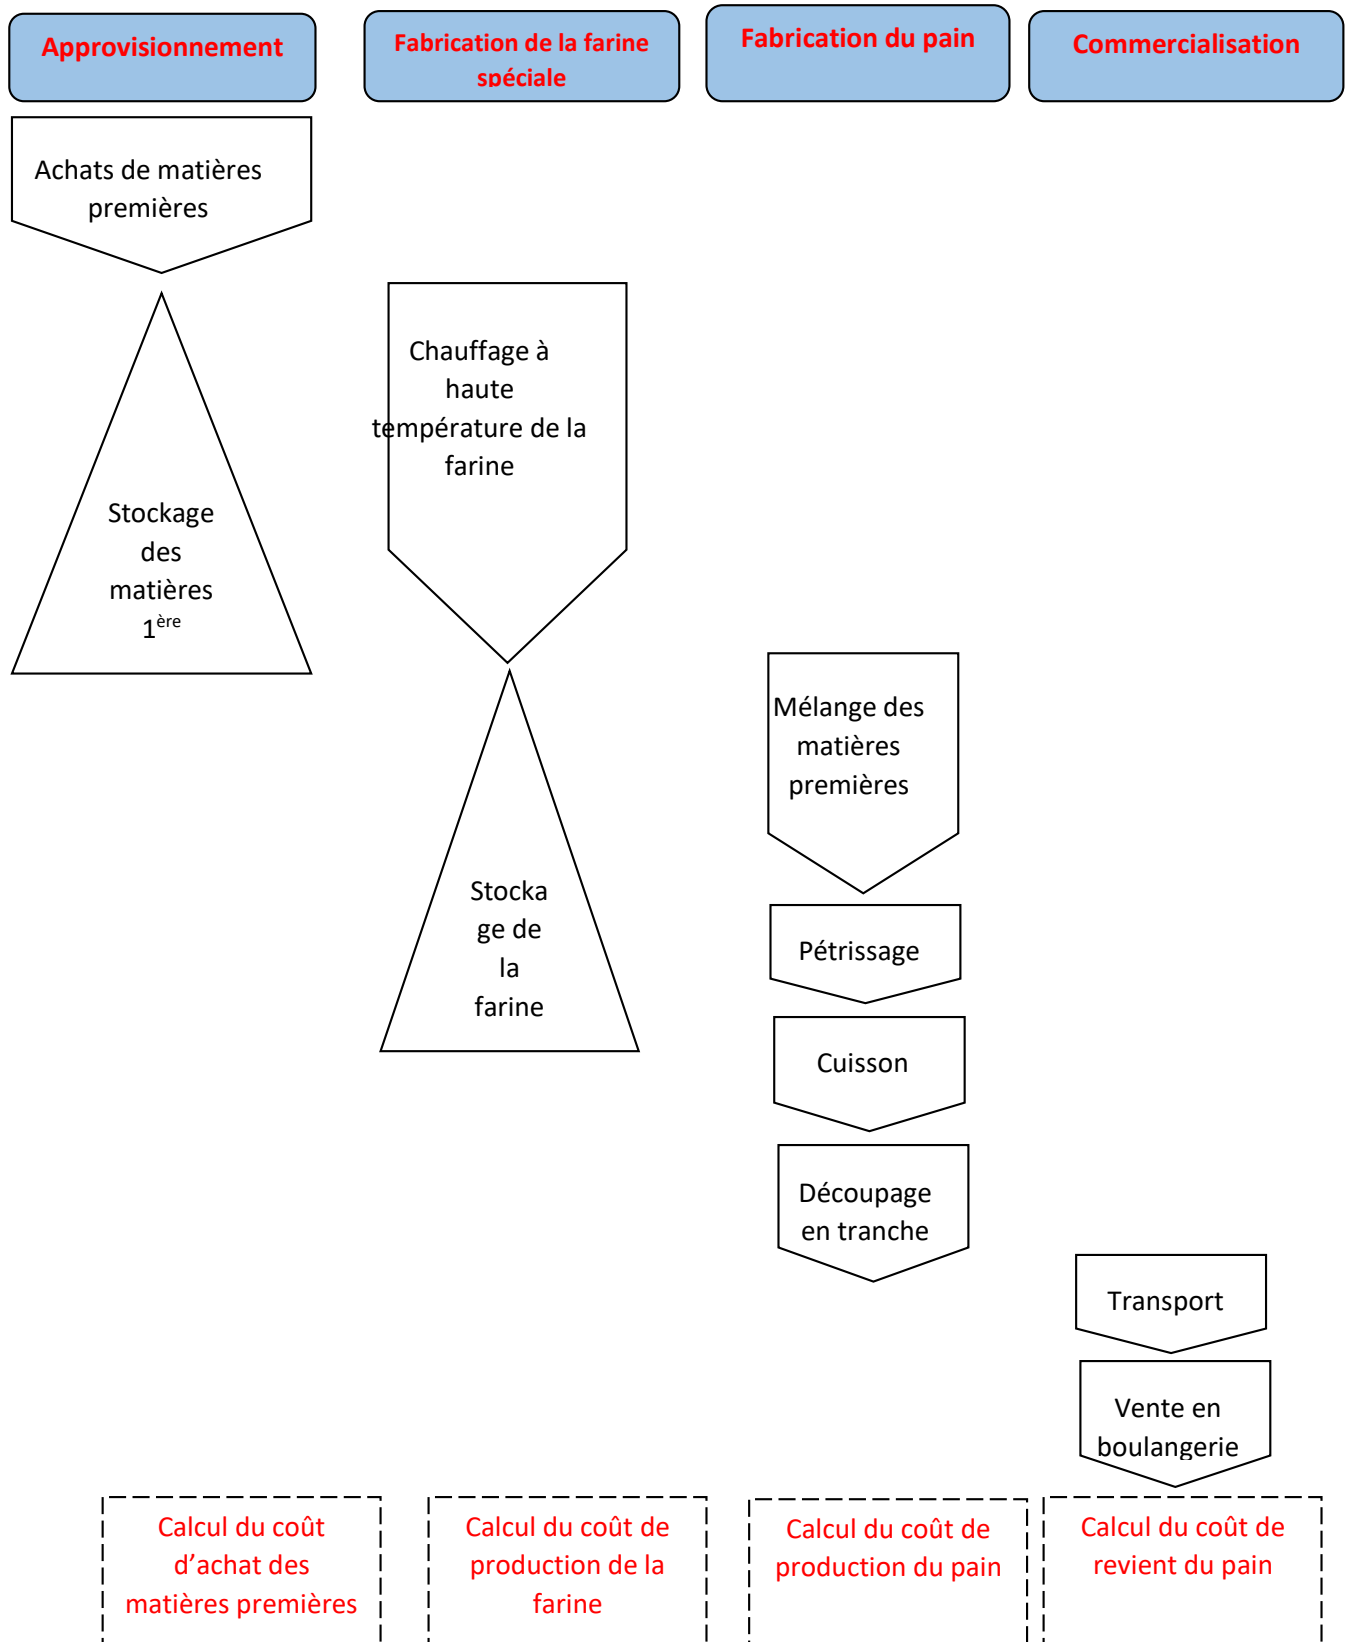 Approvisionnement
Fabrication de la farine
spéciale
Fabrication du pain
Commercialisation
Achats de matières
premières
Stockage
des
matières
1ère
Chauffage à
haute
température de la
farine
Stocka
ge de
la
farine
Mélange des
matières
premières
Pétrissage
Cuisson
Découpage
en tranche
Transport
Vente en
boulangerie
Calcul du coût
d’achat des
matières premières
Calcul du coût de
production de la
farine
Calcul du coût de
production du pain
Calcul du coût de
revient du pain